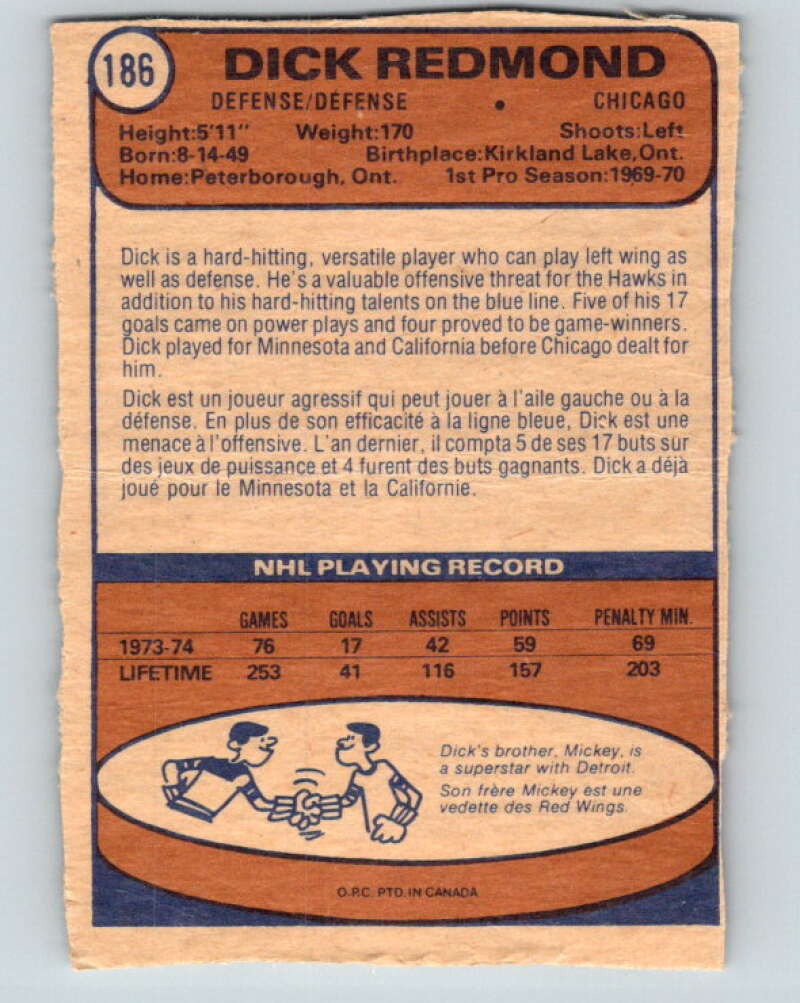 186
DICK REDMOND
DEFENSE/DÉFENSE • CHICAGO
Height:5'11" Weight:170 Shoots:Left
Born:8-14-49 Birthplace:Kirkland Lake,Ont.
Home:Peterborough, Ont. 1st Pro Season:1969-70
Dick is a hard-hitting, versatile player who can play left wing as
well as defense. He's a valuable offensive threat for the Hawks in
addition to his hard-hitting talents on the blue line. Five of his 17
goals came on power plays and four proved to be game-winners.
Dick played for Minnesota and California before Chicago dealt for
him.
Dick est un joueur agressif qui peut jouer à l'aile gauche ou à la
défense. En plus de son efficacité à la ligne bleue, Dick est une
menace à l'offensive. L'an dernier, il compta 5 de ses 17 buts sur
des jeux de puissance et 4 furent des buts gagnants. Dick a déjà
joué pour le Minnesota et la Californie.
NHL PLAYING RECORD
GAMES GOALS ASSISTS POINTS PENALTY MIN.
1973-74 76 17 42 59 69
LIFETIME 253 41 116 157 203
Dick's brother, Mickey, is
a superstar with Detroit.
Son frère Mickey est une
vedette des Red Wings.
O.P.C. PTD. IN CANADA